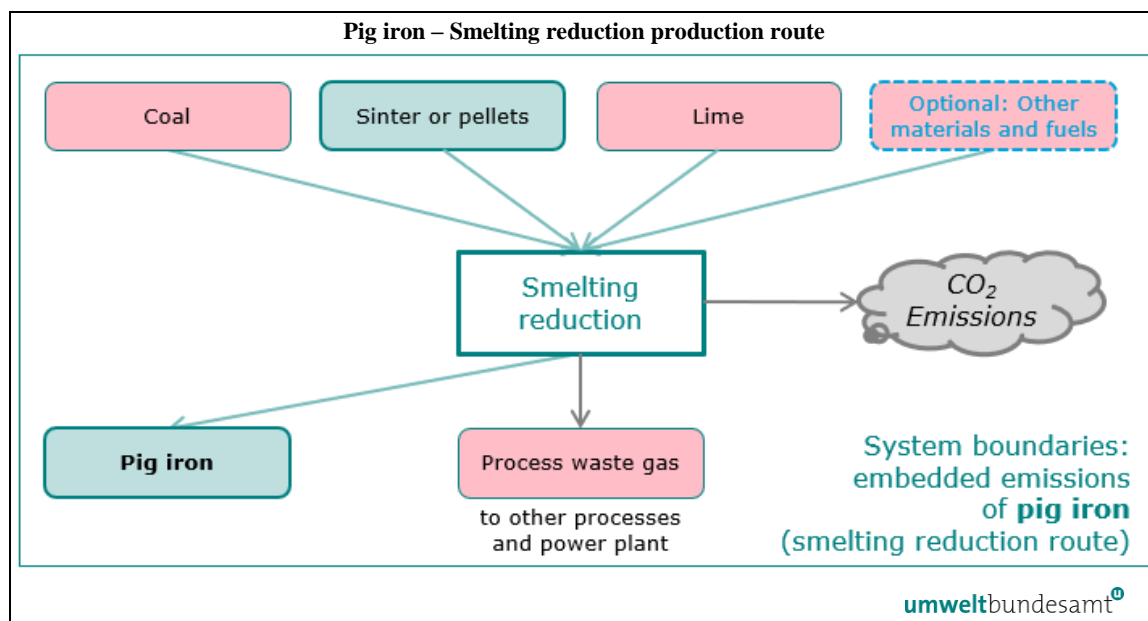 Pig iron – Smelting reduction production route
Coal
Sinter or pellets
Lime
Optional: Other
materials and fuels
Smelting
reduction
CO₂
Emissions
Pig iron
Process waste gas
to other processes
and power plant
System boundaries:
embedded emissions
of pig iron
(smelting reduction route)
umweltbundesamt u